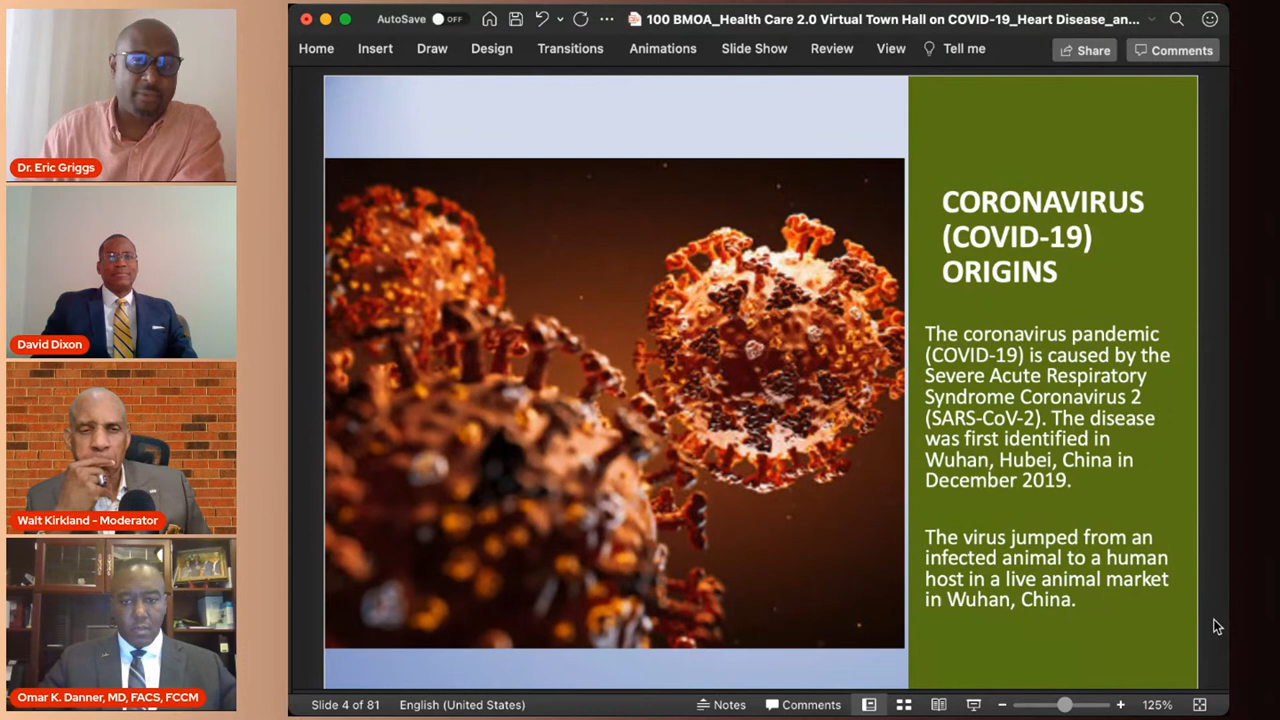 Dr. Eric Griggs
David Dixon
Walt Kirkland - Moderator
Omar K. Danner, MD, FACS, FCCM
AutoSave OFF
100 BMOA_Health Care 2.0 Virtual Town Hall on COVID-19_Heart Disease_an...
Home Insert Draw Design Transitions Animations Slide Show Review View Tell me Share Comments
CORONAVIRUS
(COVID-19)
ORIGINS
The coronavirus pandemic
(COVID-19) is caused by the
Severe Acute Respiratory
Syndrome Coronavirus 2
(SARS-CoV-2). The disease
was first identified in
Wuhan, Hubei, China in
December 2019.
The virus jumped from an
infected animal to a human
host in a live animal market
in Wuhan, China.
Slide 4 of 81 English (United States) Notes Comments 125%